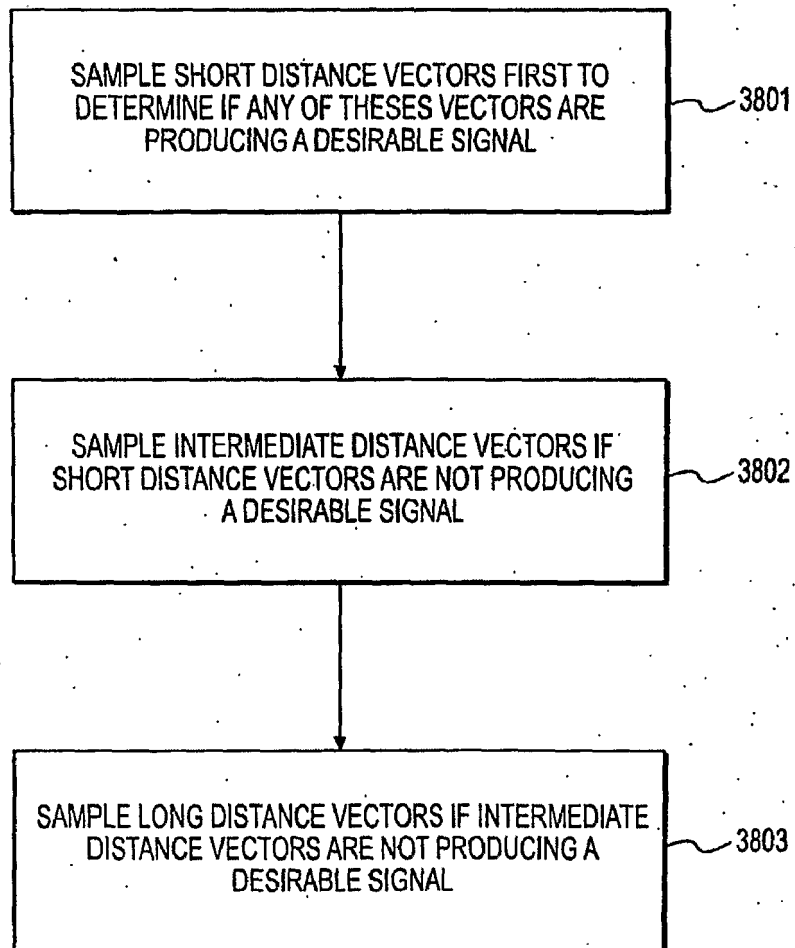 SAMPLE SHORT DISTANCE VECTORS FIRST TO
DETERMINE IF ANY OF THESES VECTORS ARE
PRODUCING A DESIRABLE SIGNAL
3801
SAMPLE INTERMEDIATE DISTANCE VECTORS IF
SHORT DISTANCE VECTORS ARE NOT PRODUCING
A DESIRABLE SIGNAL
3802
SAMPLE LONG DISTANCE VECTORS IF INTERMEDIATE
DISTANCE VECTORS ARE NOT PRODUCING A
DESIRABLE SIGNAL
3803